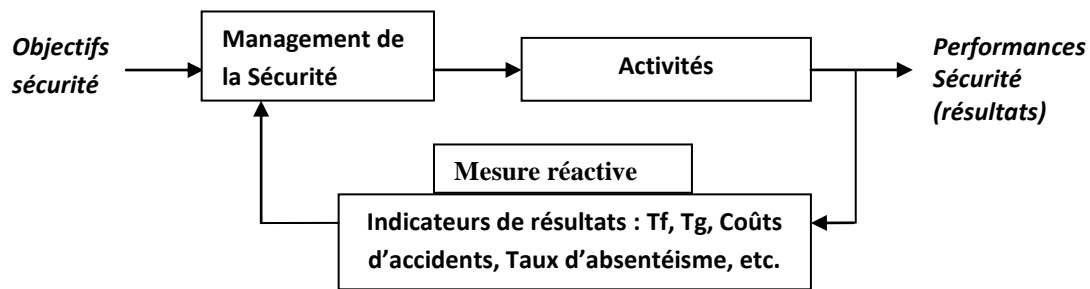 Objectifs
sécurité
Management de
la Sécurité
Activités
Performances
Sécurité
(résultats)
Mesure réactive
Indicateurs de résultats : Tf, Tg, Coûts
d’accidents, Taux d’absentéisme, etc.